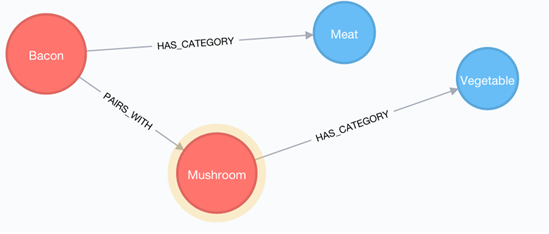 Bacon
HAS_CATEGORY
Meat
Vegetable
PAIRS_WITH
HAS_CATEGORY
Mushroom